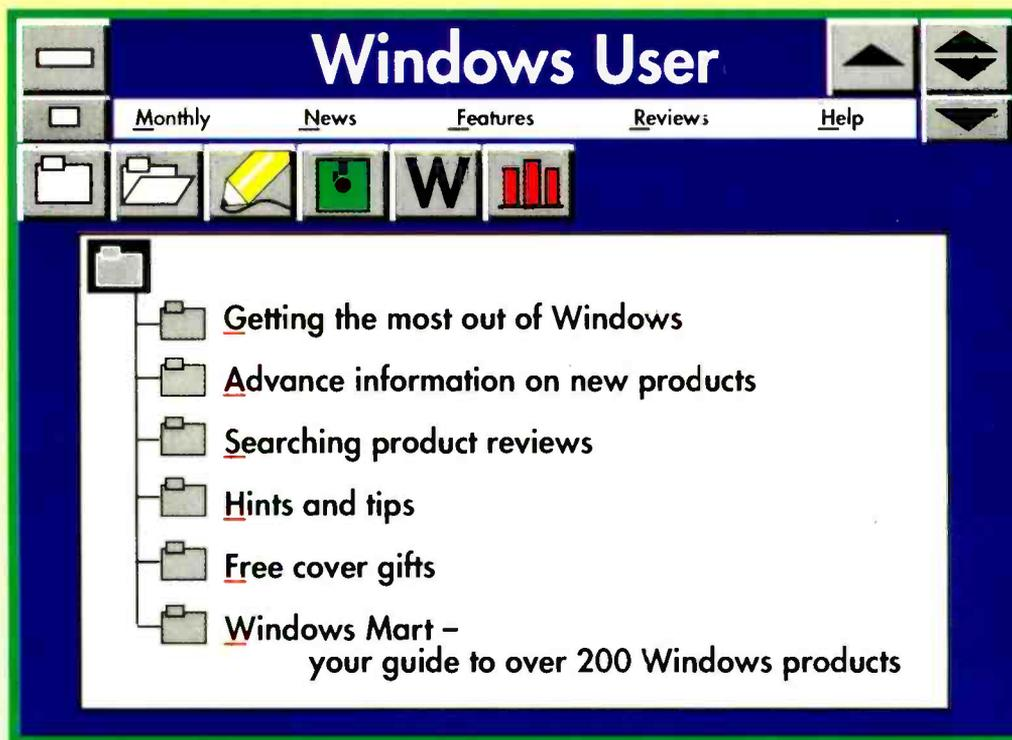 Windows User
Monthly News Features Reviews Help
W
Getting the most out of Windows
Advance information on new products
Searching product reviews
Hints and tips
Free cover gifts
Windows Mart –
your guide to over 200 Windows products